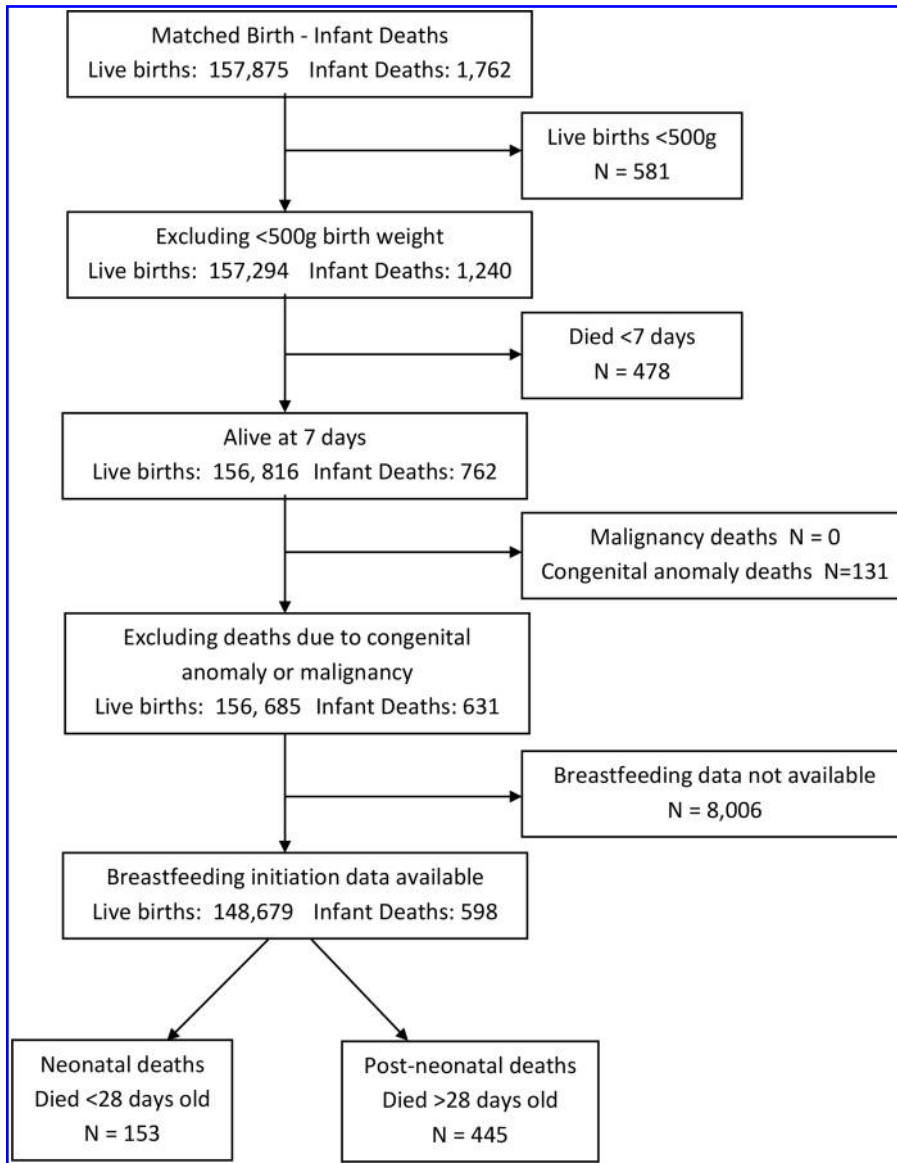 Matched Birth - Infant Deaths
Live births: 157,875 Infant Deaths: 1,762
Live births <500g
N = 581
Excluding <500g birth weight
Live births: 157,294 Infant Deaths: 1,240
Died <7 days
N = 478
Alive at 7 days
Live births: 156, 816 Infant Deaths: 762
Malignancy deaths N = 0
Congenital anomaly deaths N=131
Excluding deaths due to congenital
anomaly or malignancy
Live births: 156, 685 Infant Deaths: 631
Breastfeeding data not available
N = 8,006
Breastfeeding initiation data available
Live births: 148,679 Infant Deaths: 598
Neonatal deaths
Died <28 days old
N = 153
Post-neonatal deaths
Died >28 days old
N = 445